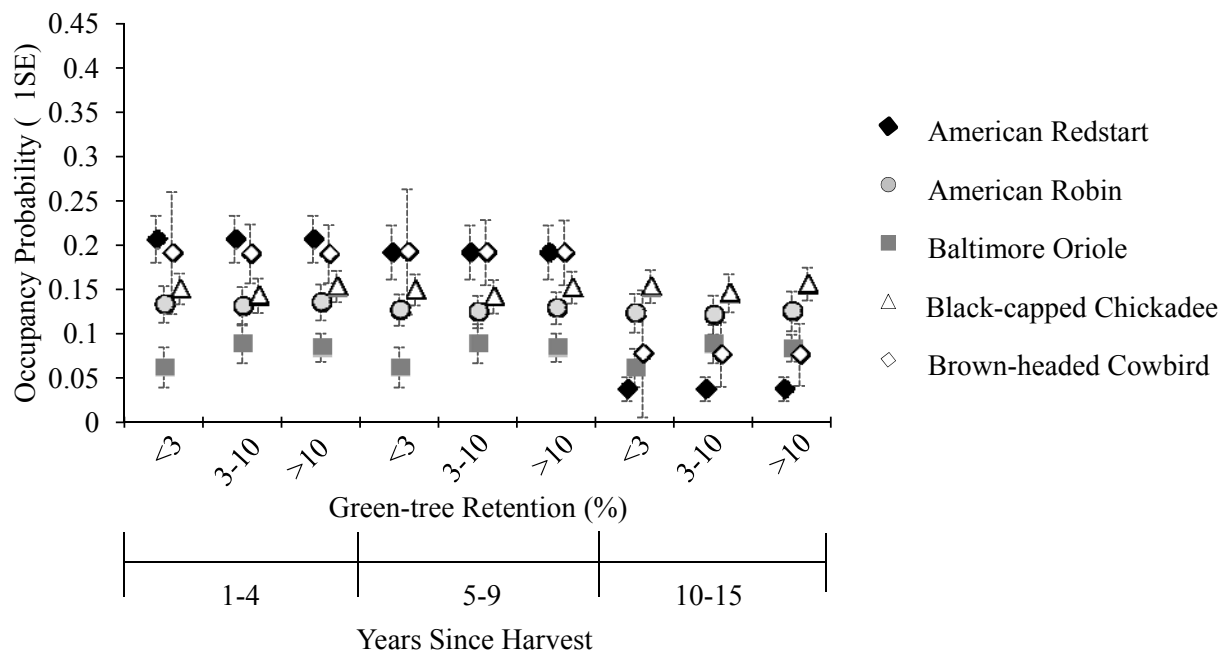 Occupancy Probability ( 1SE)
0.45
0.4
0.35
0.3
0.25
0.2
0.15
0.1
0.05
0
<3
3-10
>10
<3
3-10
>10
<3
3-10
>10
Green-tree Retention (%)
1-4
5-9
10-15
Years Since Harvest
American Redstart
American Robin
Baltimore Oriole
Black-capped Chickadee
Brown-headed Cowbird